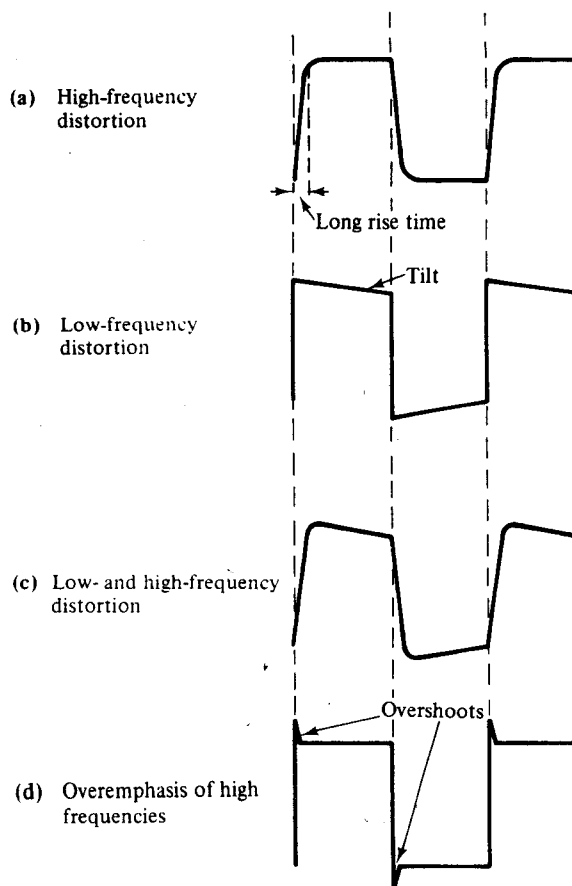 (a) High-frequency
distortion
Long rise time
Tilt
(b) Low-frequency
distortion
(c) Low- and high-frequency
distortion
Overshoots
(d) Overemphasis of high
frequencies